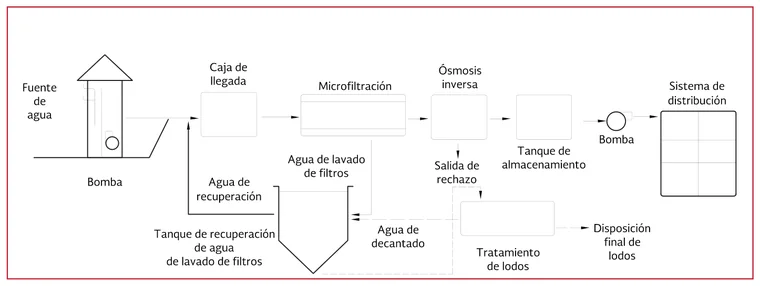 Fuente
de
agua
Bomba
Caja de
llegada
Microfiltración
Ósmosis
inversa
Tanque de
almacenamiento
Bomba
Sistema de
distribución
Agua de lavado
de filtros
Salida de
rechazo
Agua de
recuperación
Tanque de recuperación
de agua
de lavado de filtros
Agua de
decantado
Tratamiento
de lodos
Disposición
final de
lodos